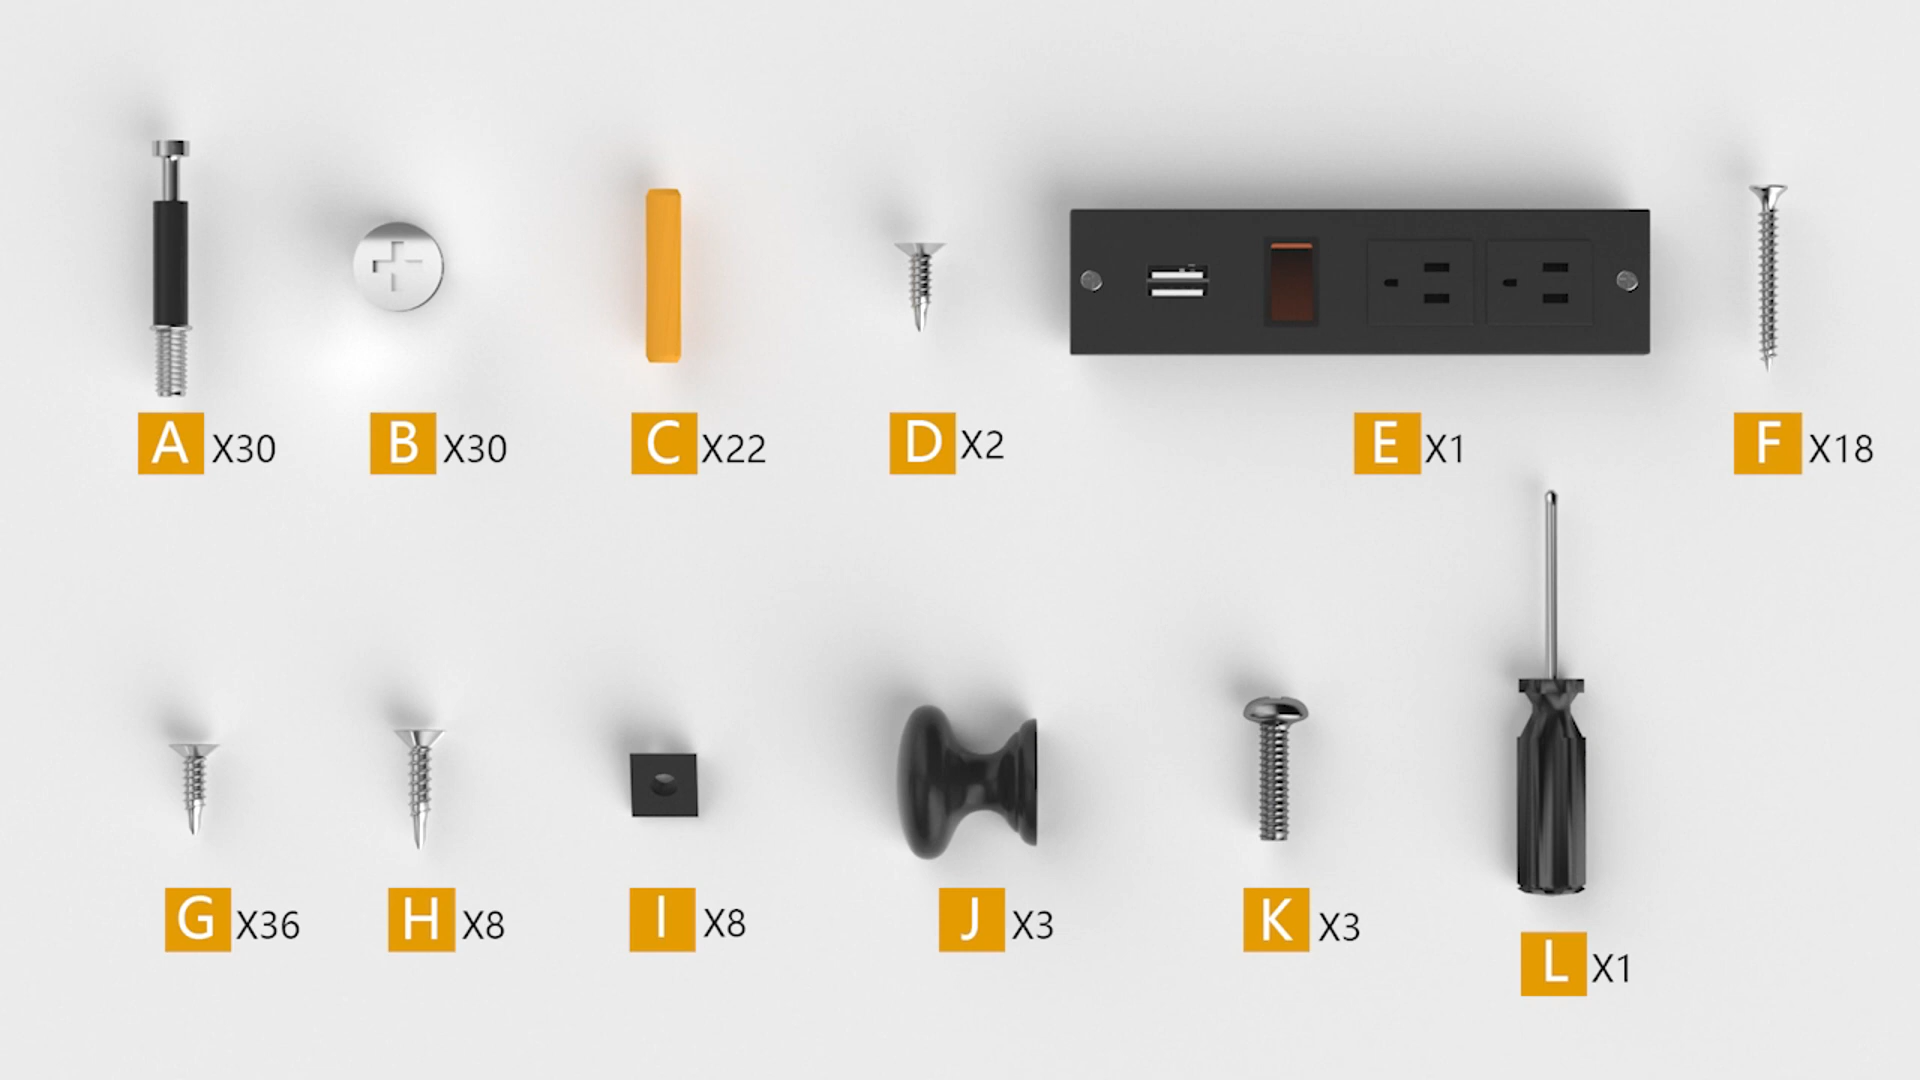 A X30
B X30
C X22
D X2
E X1
F X18
G X36
H X8
I X8
J X3
K X3
L X1